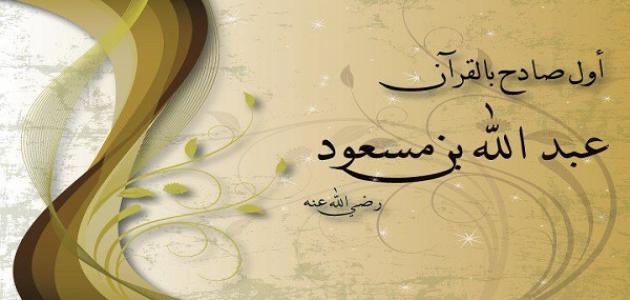 أول صادح بالقرآن
عبد الله بن مسعود
رضي الله عنه